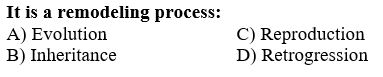 It is a remodeling process:
A) Evolution C) Reproduction
B) Inheritance D) Retrogression